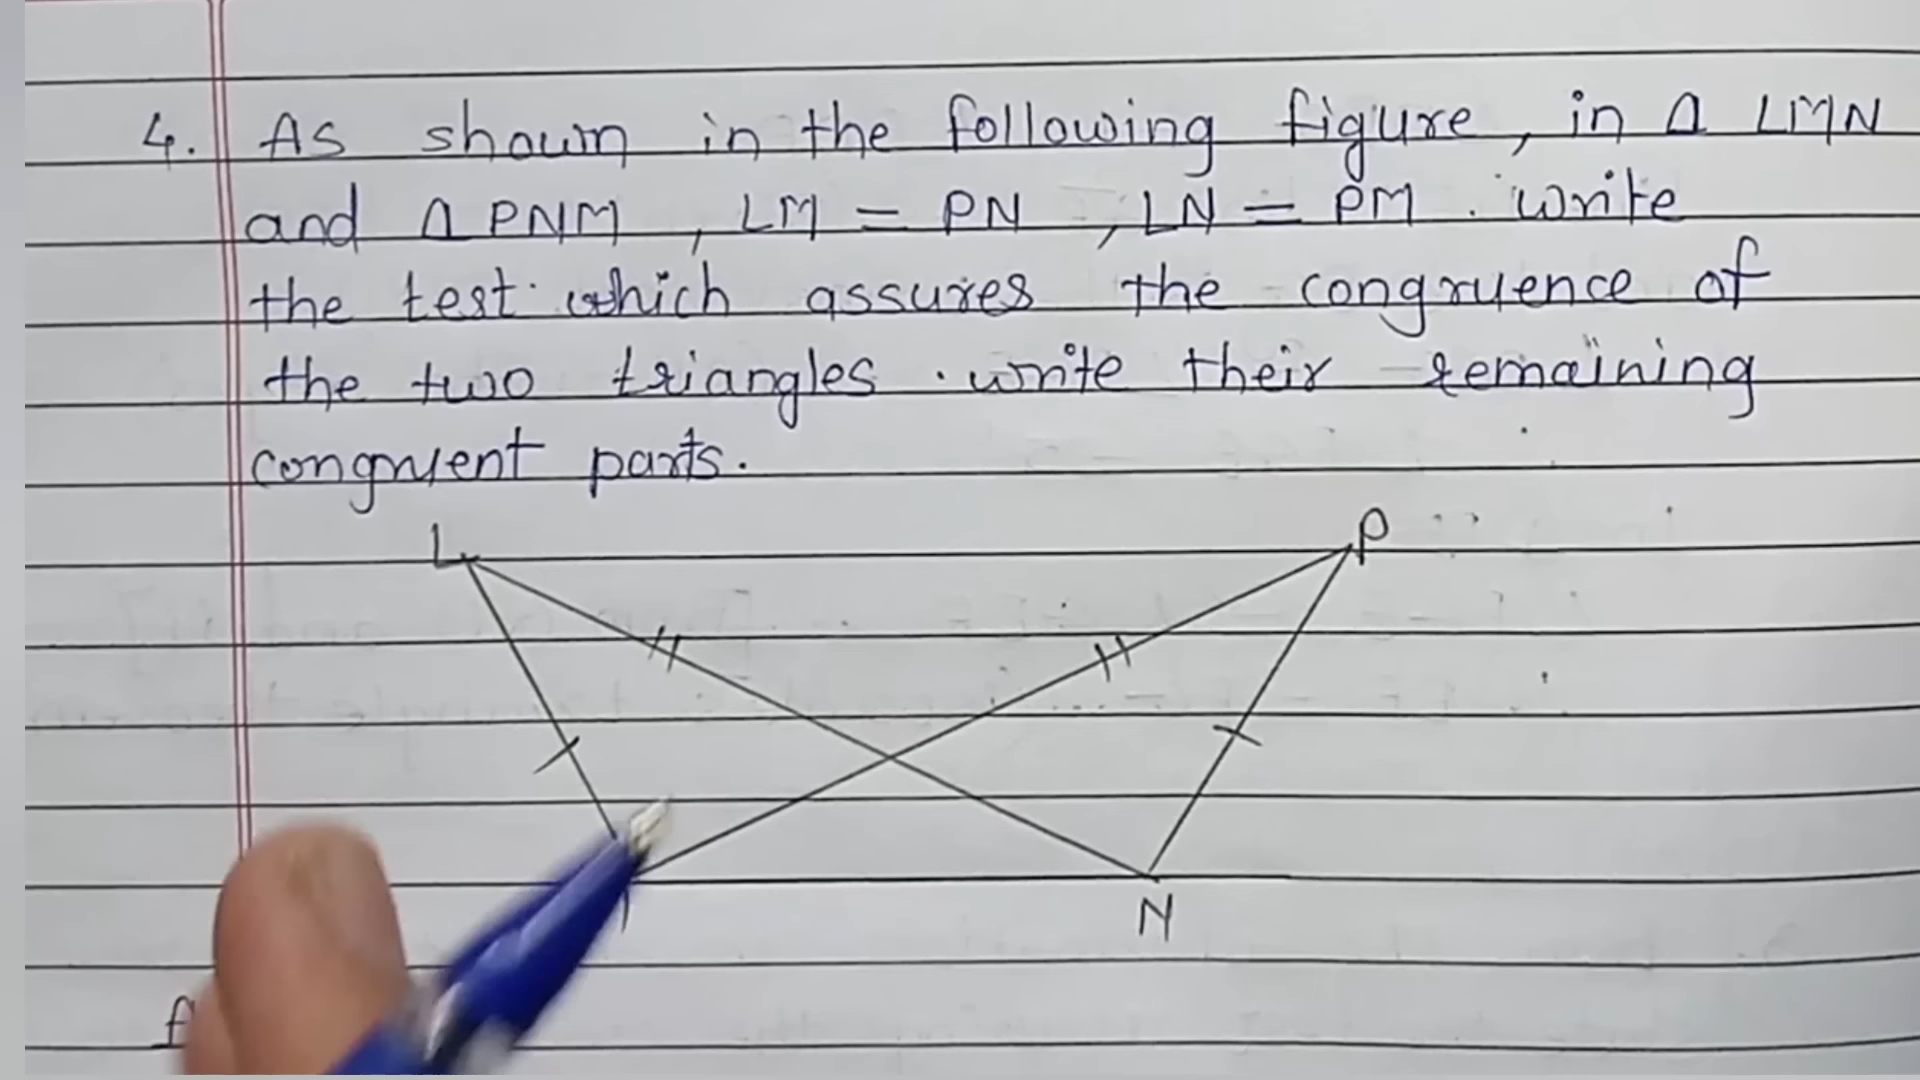 4. As shown in the following figure, in Δ LMN
and Δ PNM, LM = PN, LN = PM. Write
the test which assures the congruence of
the two triangles. write their remaining
congruent parts.
L
P
N